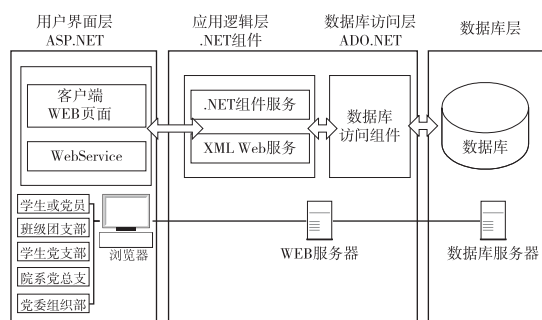 用户界面层
ASP.NET
应用逻辑层
.NET组件
数据库访问层
ADO.NET
数据库层
客户端
WEB页面
WebService
.NET组件服务
XML Web服务
数据库
访问组件
数据库
学生或党员
班级团支部
学生党支部
院系党总支
党委组织部
浏览器
WEB服务器
数据库服务器